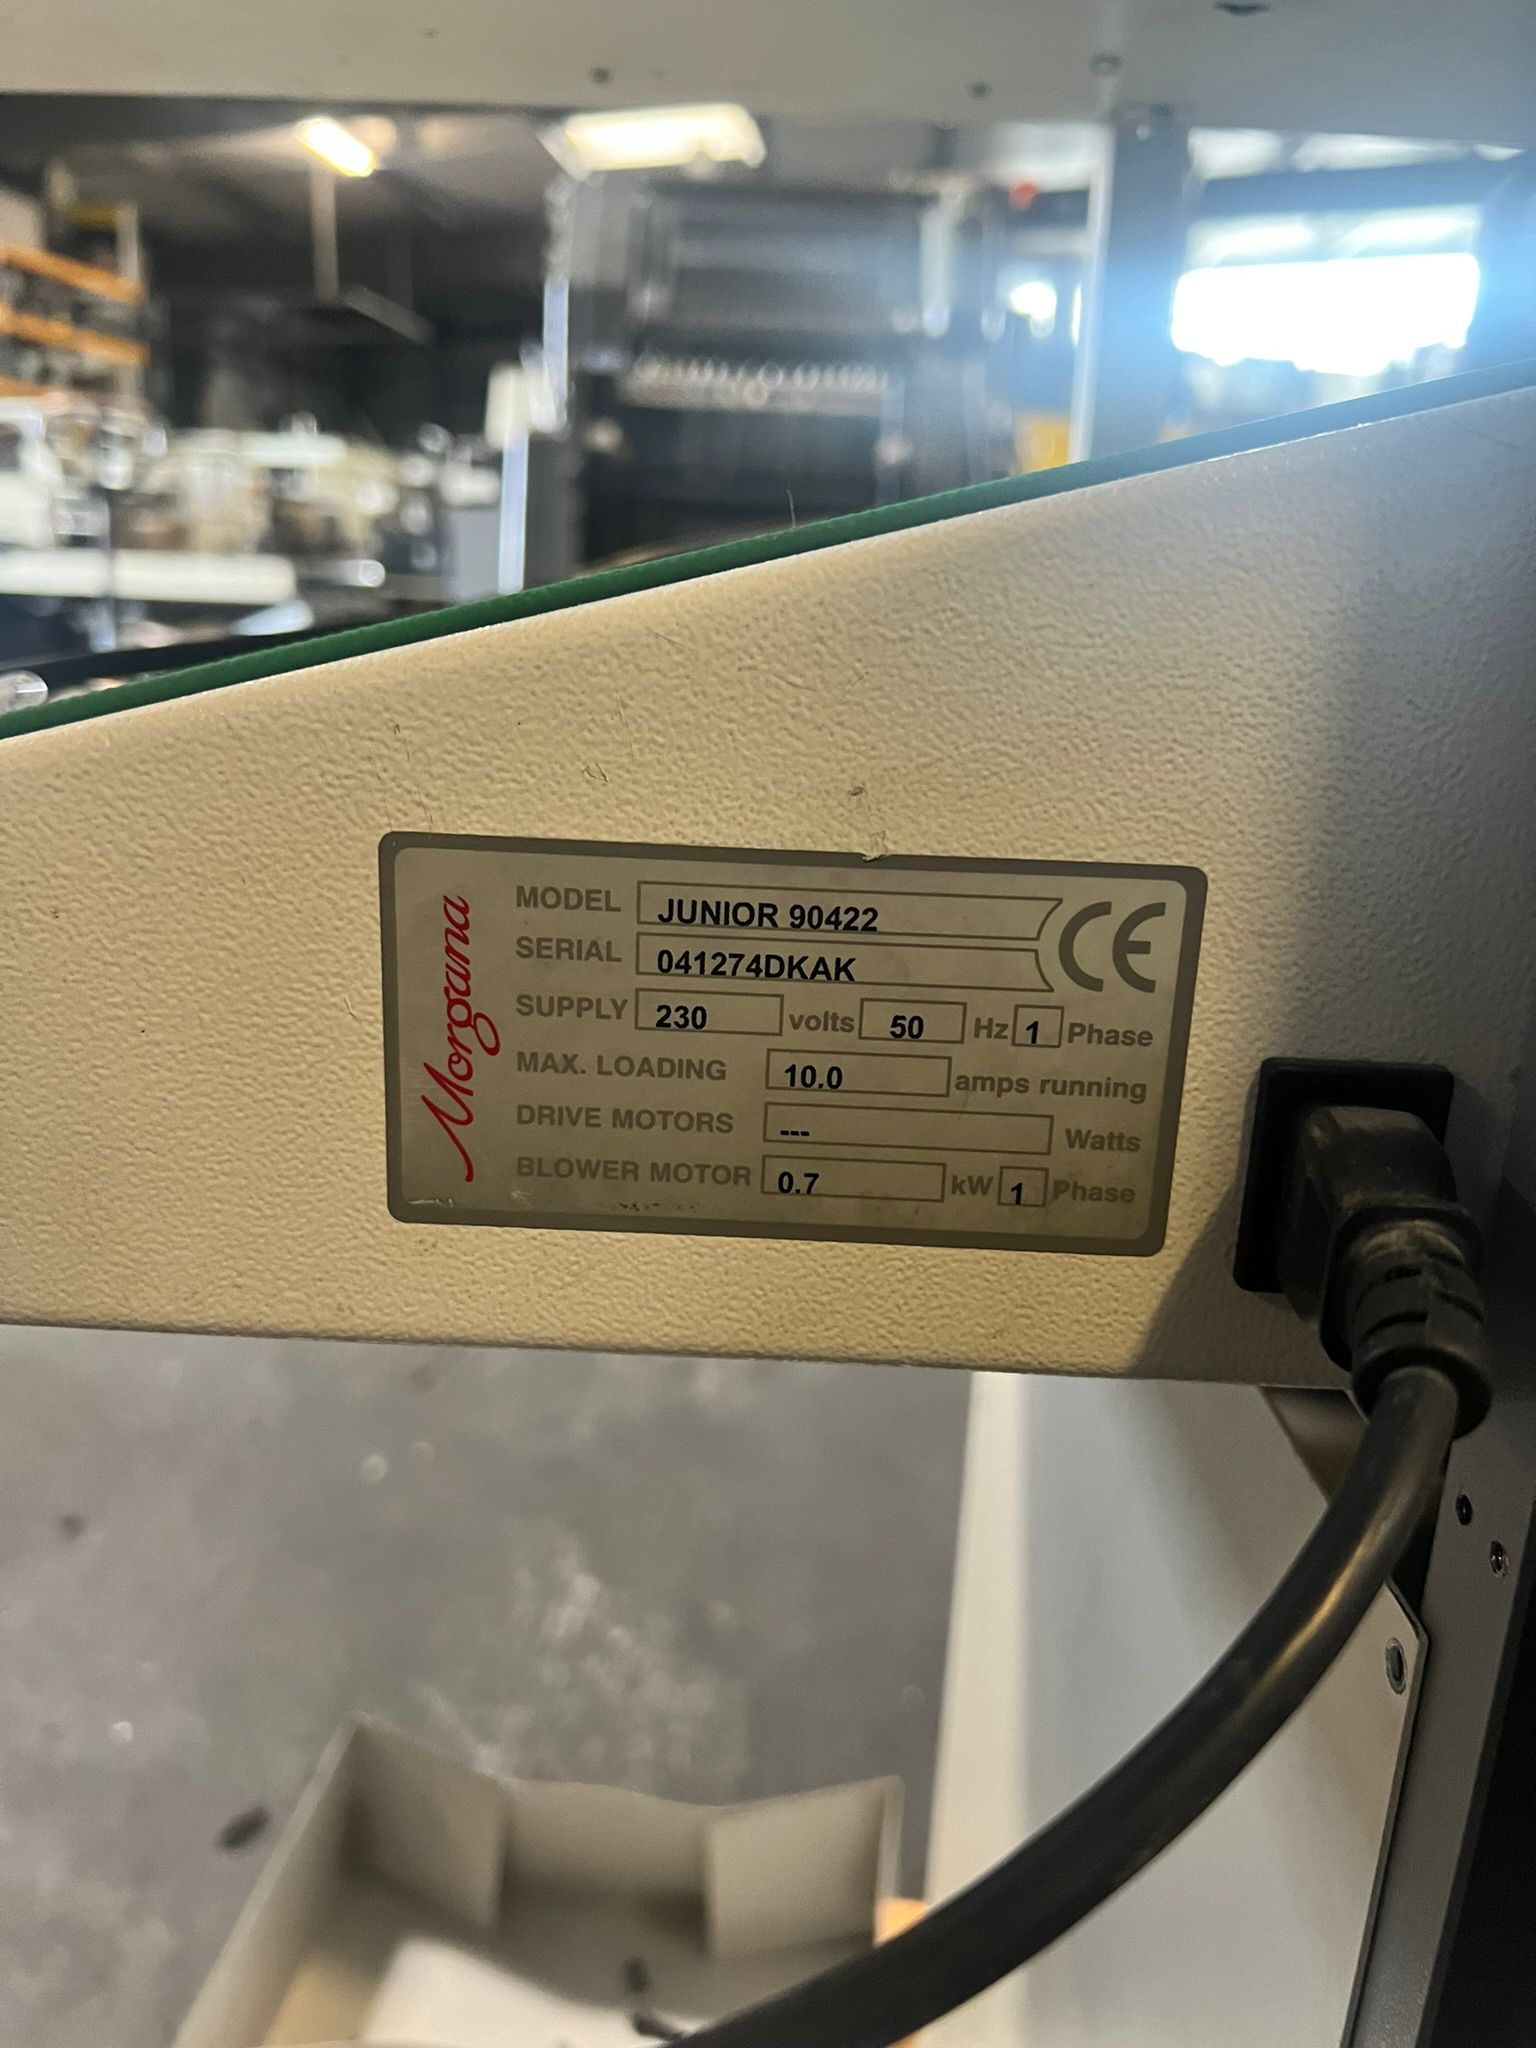 Morgana
MODEL JUNIOR 90422 CE
SERIAL 041274DKAK
SUPPLY 230 volts 50 Hz 1 Phase
MAX. LOADING 10.0 amps running
DRIVE MOTORS --- Watts
BLOWER MOTOR 0.7 kW 1 Phase